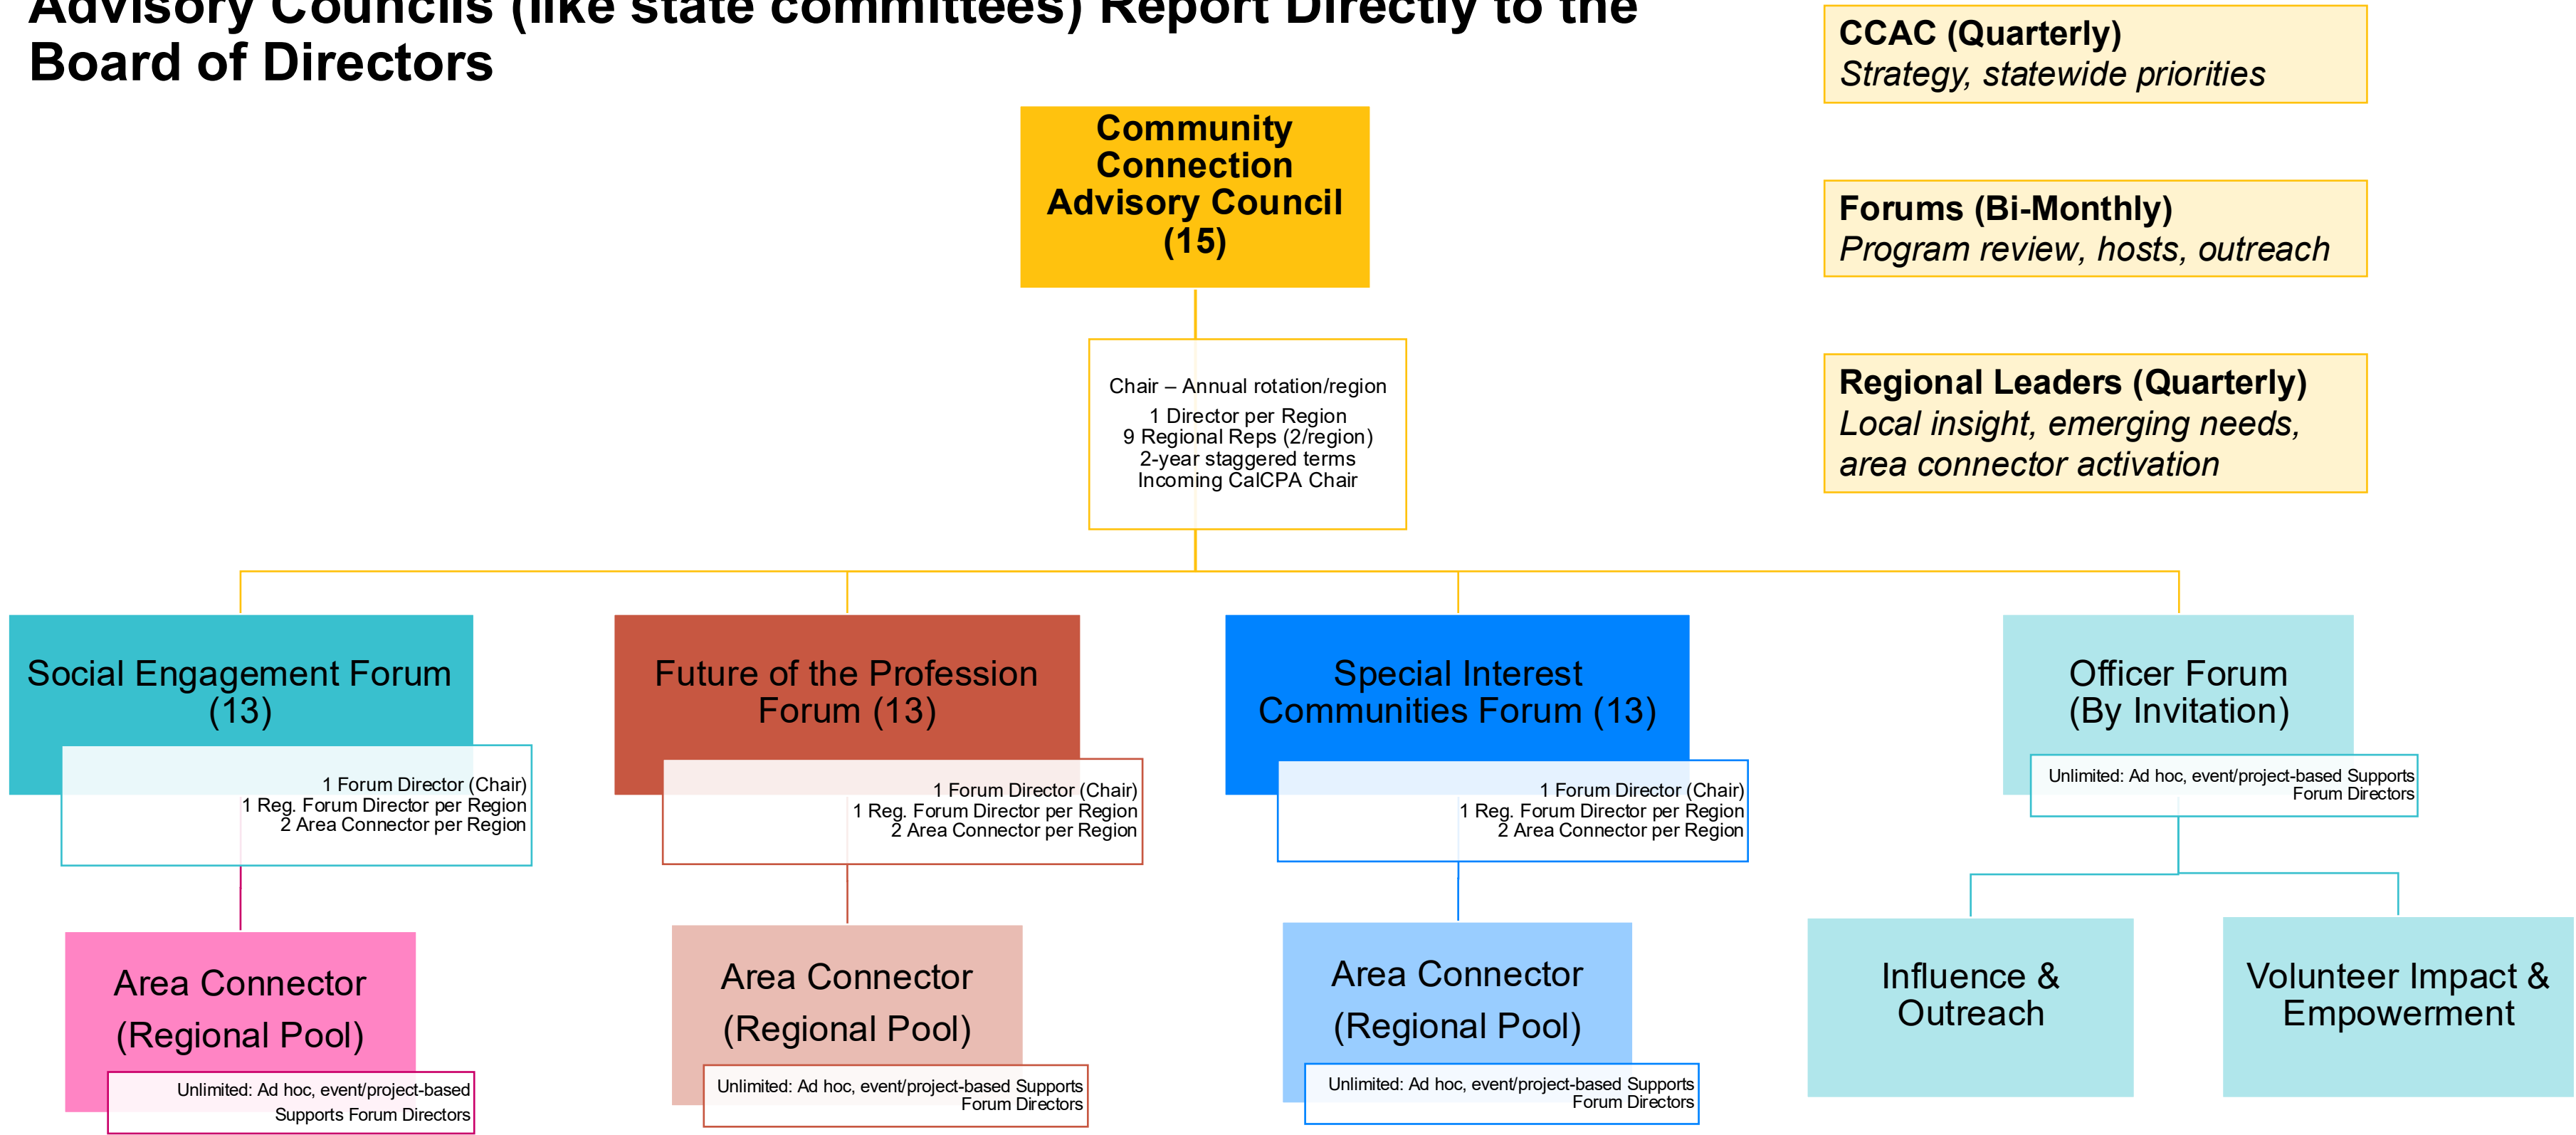 Advisory Councils (like state committees) Report Directly to the
Board of Directors
CCAC (Quarterly)
Strategy, statewide priorities
Forums (Bi-Monthly)
Program review, hosts, outreach
Regional Leaders (Quarterly)
Local insight, emerging needs,
area connector activation
Community
Connection
Advisory Council
(15)
Chair – Annual rotation/region
1 Director per Region
9 Regional Reps (2/region)
2-year staggered terms
Incoming CalCPA Chair
Social Engagement Forum
(13)
1 Forum Director (Chair)
1 Reg. Forum Director per Region
2 Area Connector per Region
Future of the Profession
Forum (13)
1 Forum Director (Chair)
1 Reg. Forum Director per Region
2 Area Connector per Region
Special Interest
Communities Forum (13)
1 Forum Director (Chair)
1 Reg. Forum Director per Region
2 Area Connector per Region
Officer Forum
(By Invitation)
Unlimited: Ad hoc, event/project-based Supports
Forum Directors
Area Connector
(Regional Pool)
Unlimited: Ad hoc, event/project-based
Supports Forum Directors
Area Connector
(Regional Pool)
Unlimited: Ad hoc, event/project-based Supports
Forum Directors
Area Connector
(Regional Pool)
Unlimited: Ad hoc, event/project-based Supports
Forum Directors
Influence &
Outreach
Volunteer Impact &
Empowerment